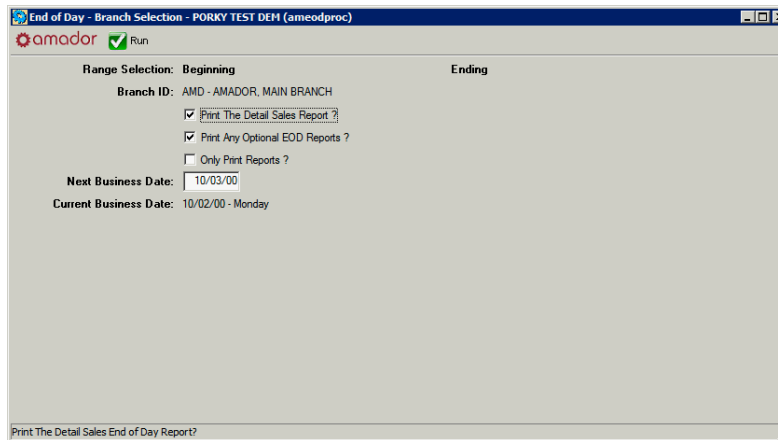 End of Day - Branch Selection - PORKY TEST DEM (ameodproc)
amador Run
Range Selection: Beginning Ending
Branch ID: AMD - AMADOR, MAIN BRANCH
Print The Detail Sales Report ?
Print Any Optional EOD Reports ?
Only Print Reports ?
Next Business Date: 10/03/00
Current Business Date: 10/02/00 - Monday
Print The Detail Sales End of Day Report?